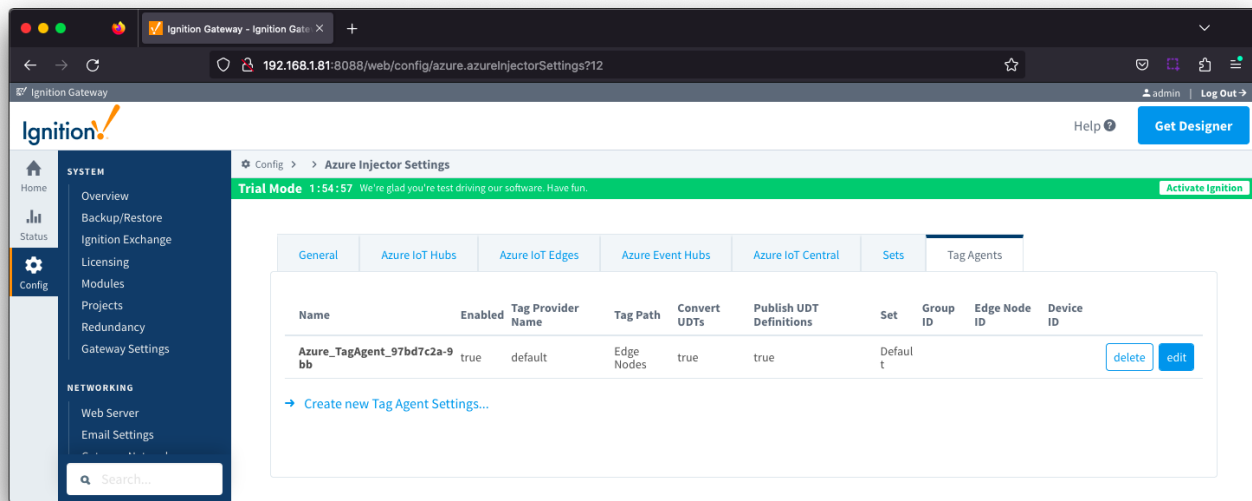 Ignition Gateway - Ignition Gate
192.168.1.81:8088/web/config/azure.azureInjectorSettings?12
Ignition Gateway
admin | Log Out
Ignition!
Help
Get Designer
Home
Status
Config
SYSTEM
Overview
Backup/Restore
Ignition Exchange
Licensing
Modules
Projects
Redundancy
Gateway Settings
NETWORKING
Web Server
Email Settings
Search...
Config > > Azure Injector Settings
Trial Mode 1:54:57 We're glad you're test driving our software. Have fun.
Activate Ignition
General Azure IoT Hubs Azure IoT Edges Azure Event Hubs Azure IoT Central Sets Tag Agents
Name Enabled Tag Provider Name Tag Path Convert UDTs Publish UDT Definitions Set Group ID Edge Node ID Device ID
Azure_TagAgent_97bd7c2a-9bb true default Edge Nodes true true Default delete edit
→ Create new Tag Agent Settings...